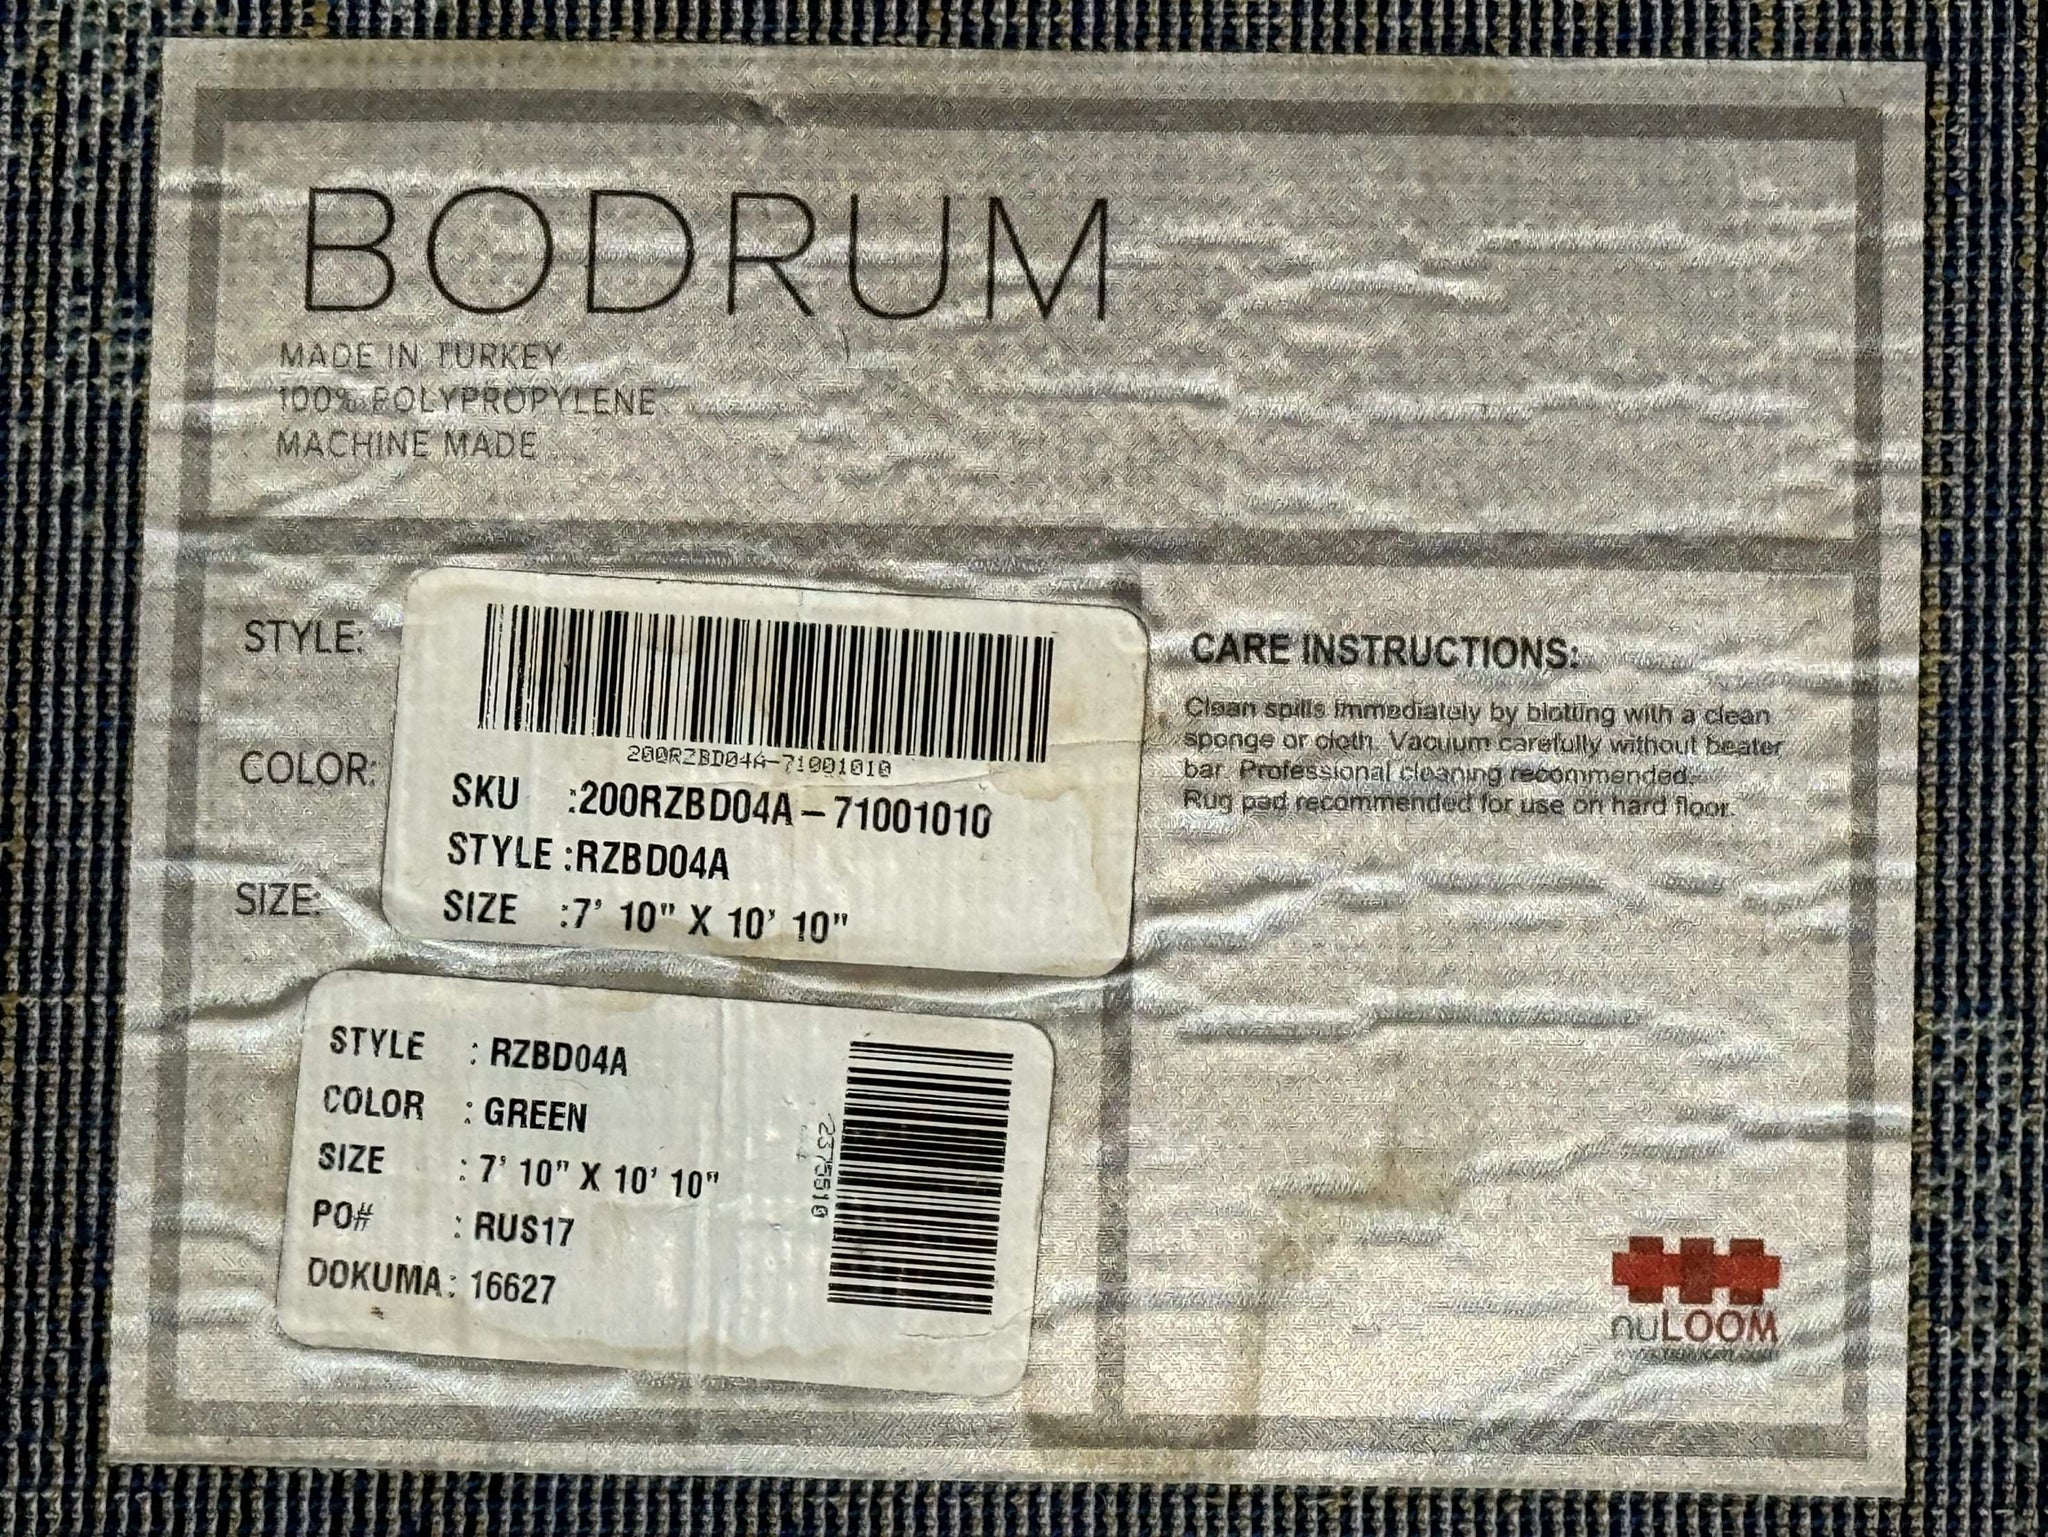 BODRUM
MADE IN TURKEY
100% POLYPROPYLENE
MACHINE MADE
STYLE:
COLOR:
SIZE:
200RZBD04A-71001010
SKU :200RZBD04A-71001010
STYLE :RZBD04A
SIZE :7' 10" X 10' 10"
CARE INSTRUCTIONS:
Clean spills immediately by blotting with a clean
sponge or cloth. Vacuum carefully without beater
bar. Professional cleaning recommended.
Rug pad recommended for use on hard floor.
STYLE : RZBD04A
COLOR : GREEN
SIZE : 7' 10" X 10' 10"
PO# : RUS17
DOKUMA : 16627
2375510
nuLOOM